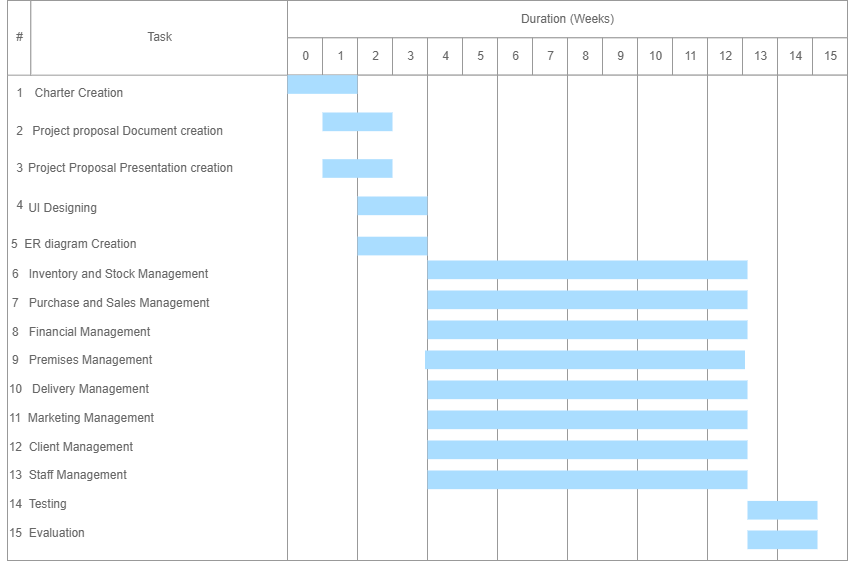 Duration (Weeks)
# Task
0 1 2 3 4 5 6 7 8 9 10 11 12 13 14 15
1 Charter Creation
2 Project proposal Document creation
3 Project Proposal Presentation creation
4 UI Designing
5 ER diagram Creation
6 Inventory and Stock Management
7 Purchase and Sales Management
8 Financial Management
9 Premises Management
10 Delivery Management
11 Marketing Management
12 Client Management
13 Staff Management
14 Testing
15 Evaluation